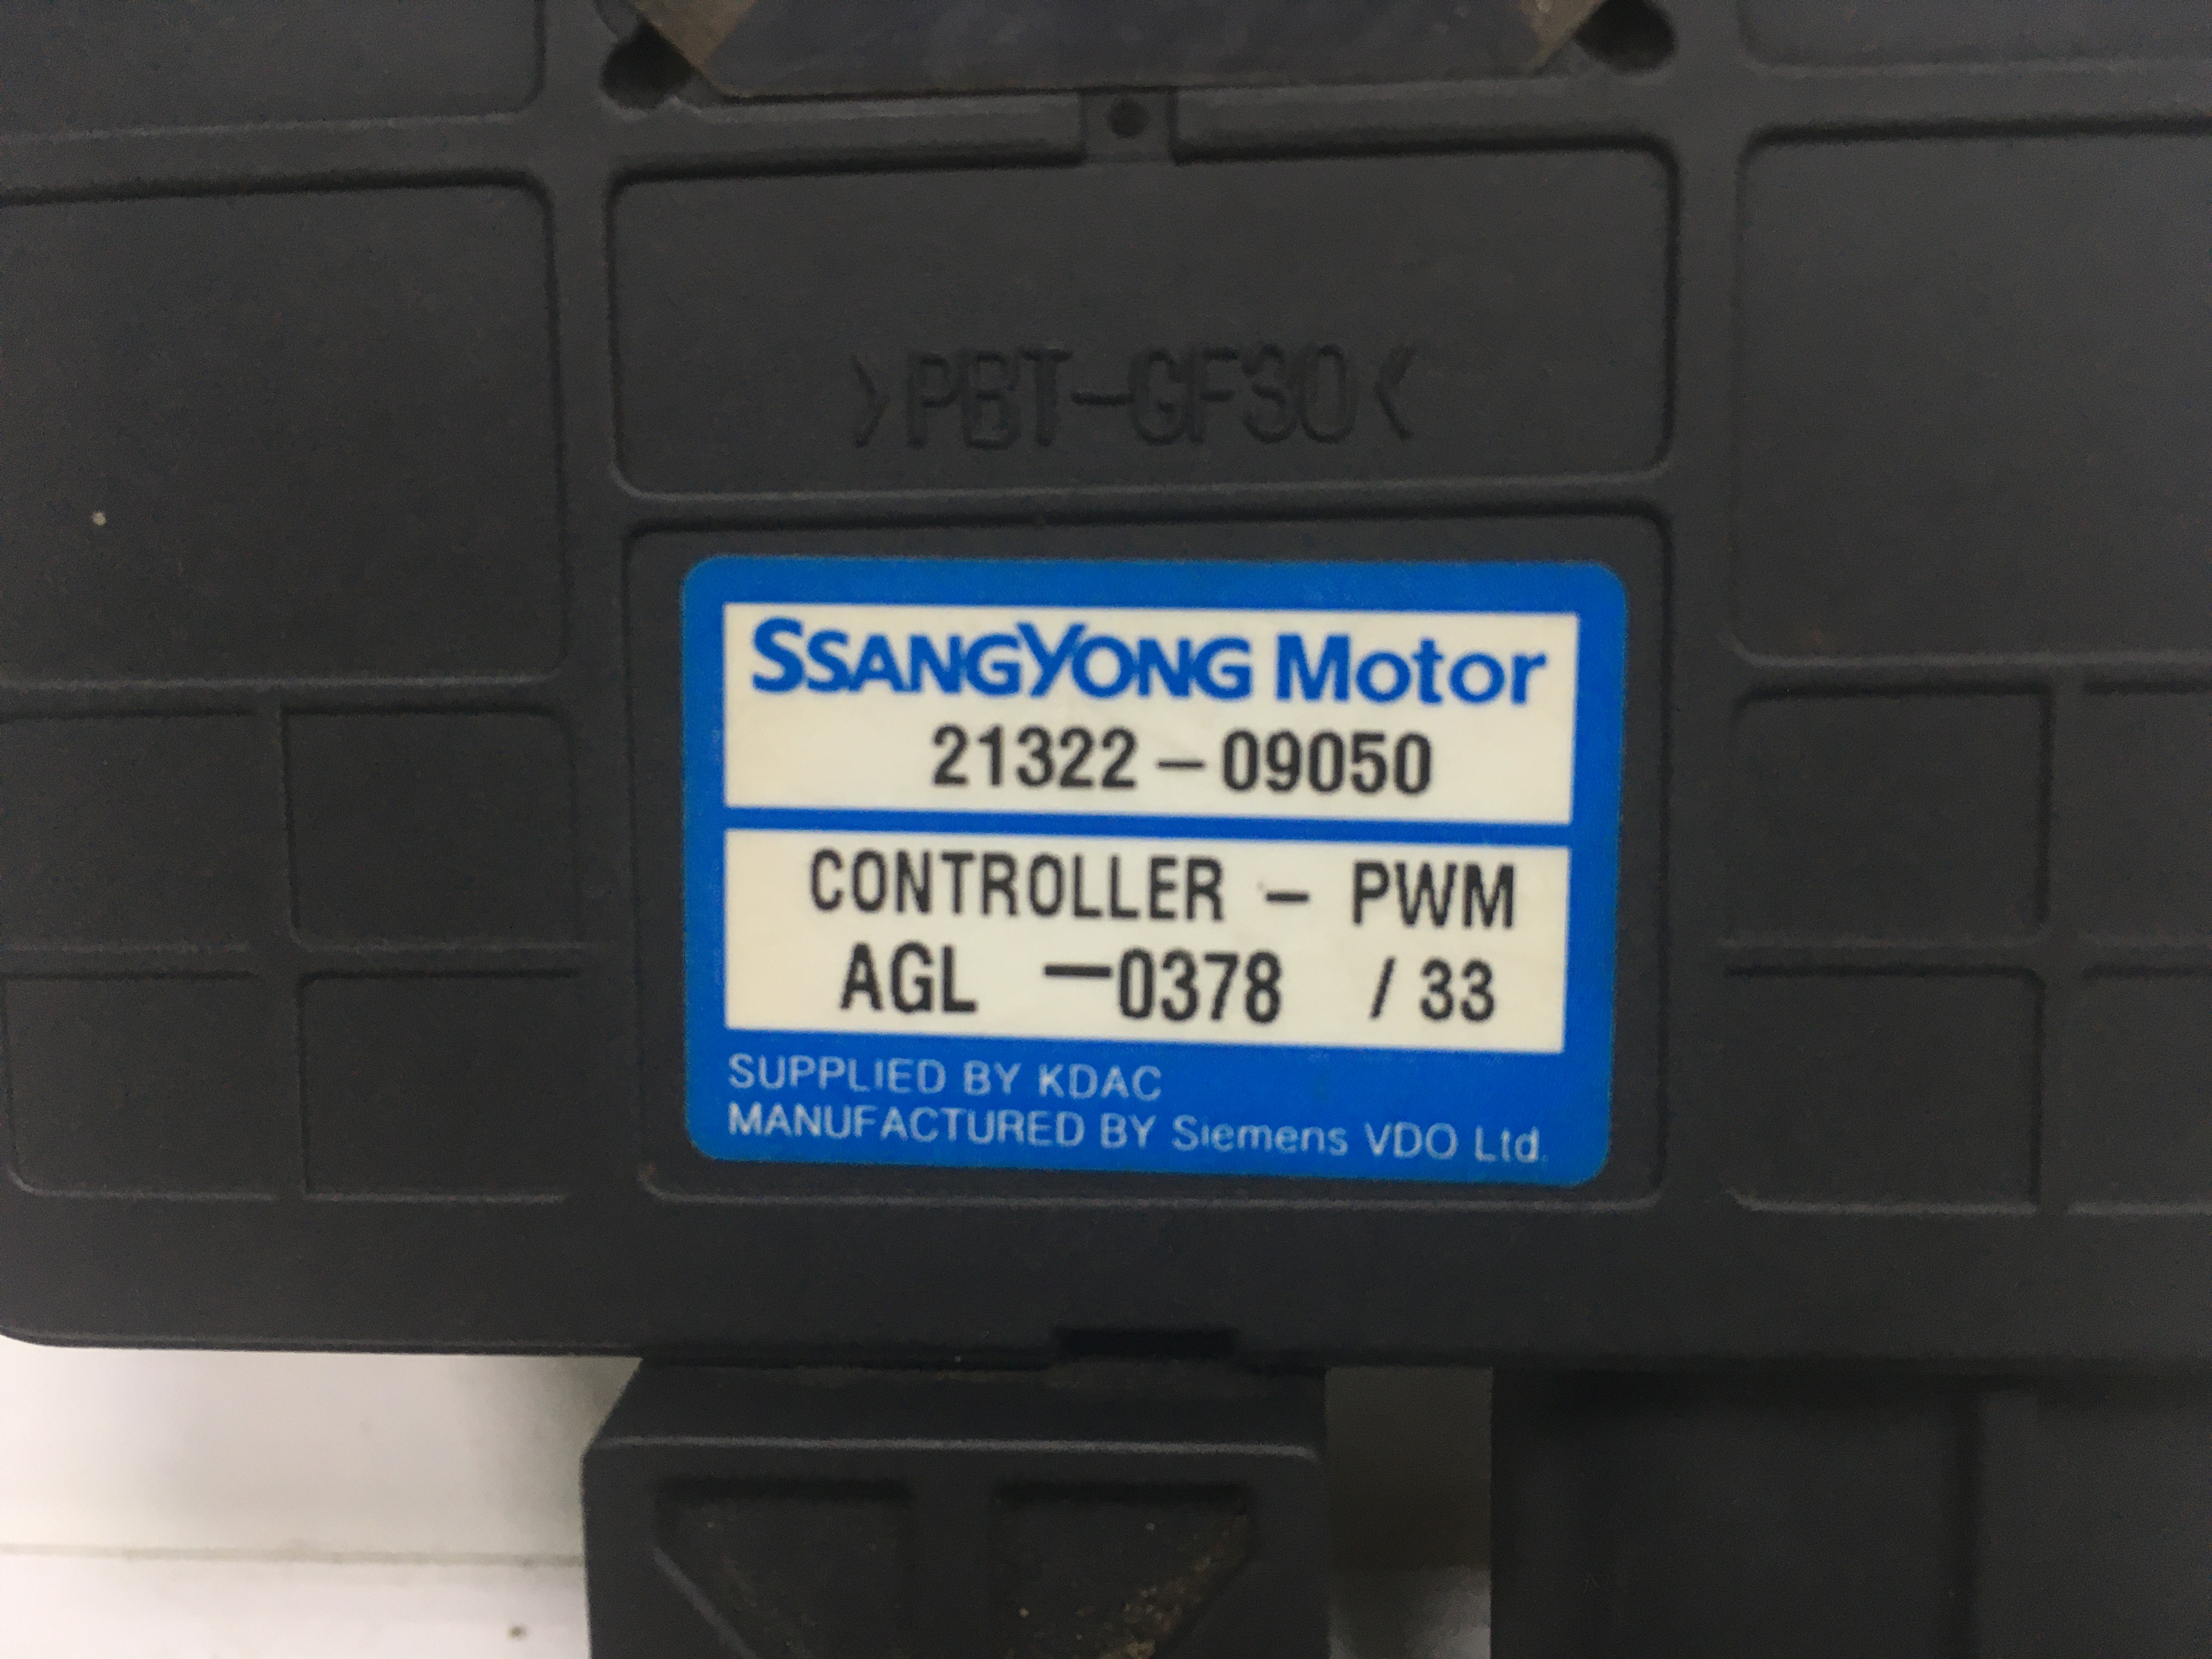 >PBT-GF30<
SSANGYONG Motor
21322-09050
CONTROLLER - PWM
AGL -0378 / 33
SUPPLIED BY KDAC
MANUFACTURED BY Siemens VDO Ltd.